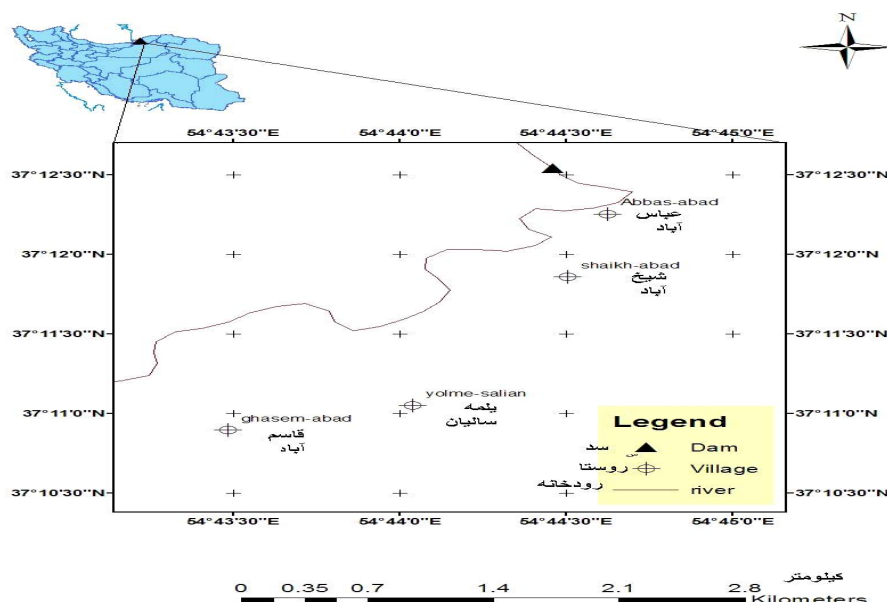 N
54°43'30"E 54°44'0"E 54°44'30"E 54°45'0"E
37°12'30"N 37°12'30"N
Abbas-abad
عباس
آباد
37°12'0"N 37°12'0"N
shaikh-abad
شیخ
آباد
37°11'30"N 37°11'30"N
yolme-salian
یلمه
سالیان
37°11'0"N 37°11'0"N
ghasem-abad
قاسم
آباد
37°10'30"N 37°10'30"N
Legend
سد Dam
روستا Village
رودخانه river
54°43'30"E 54°44'0"E 54°44'30"E 54°45'0"E
کیلومتر
0 0.35 0.7 1.4 2.1 2.8
Kilometers